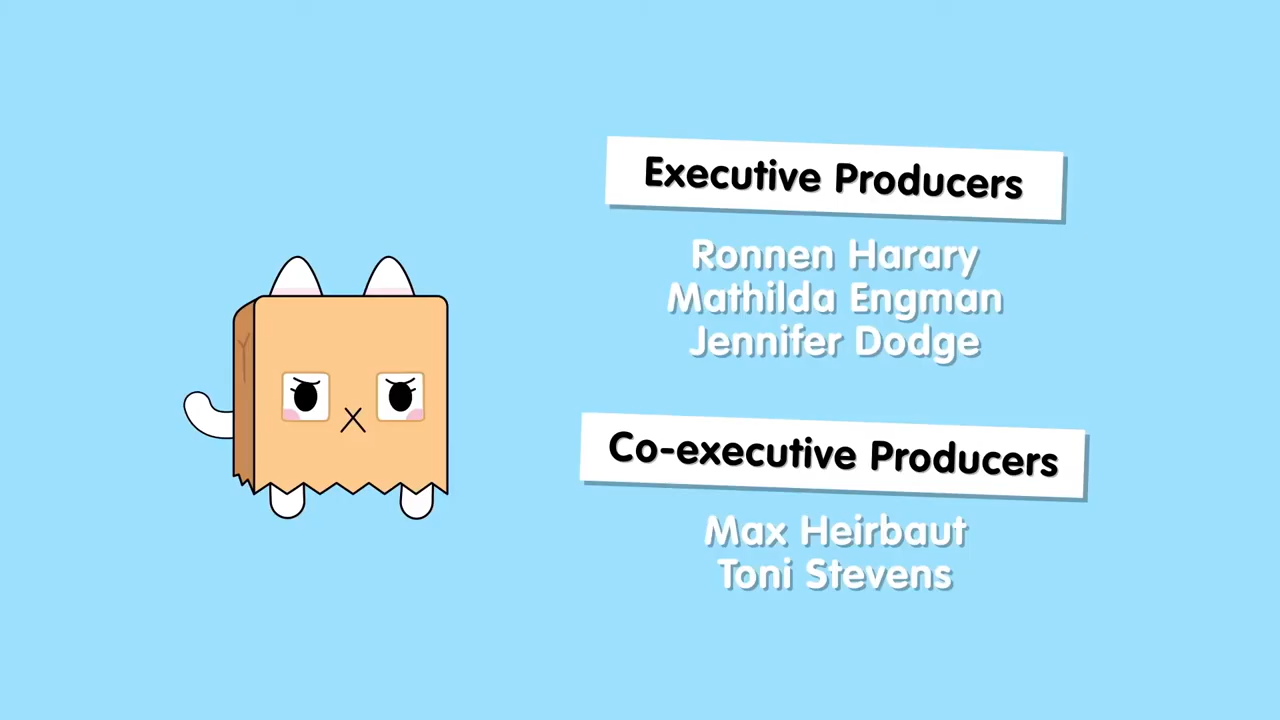 Executive Producers
Ronnen Harary
Mathilda Engman
Jennifer Dodge
Co-executive Producers
Max Heirbaut
Toni Stevens